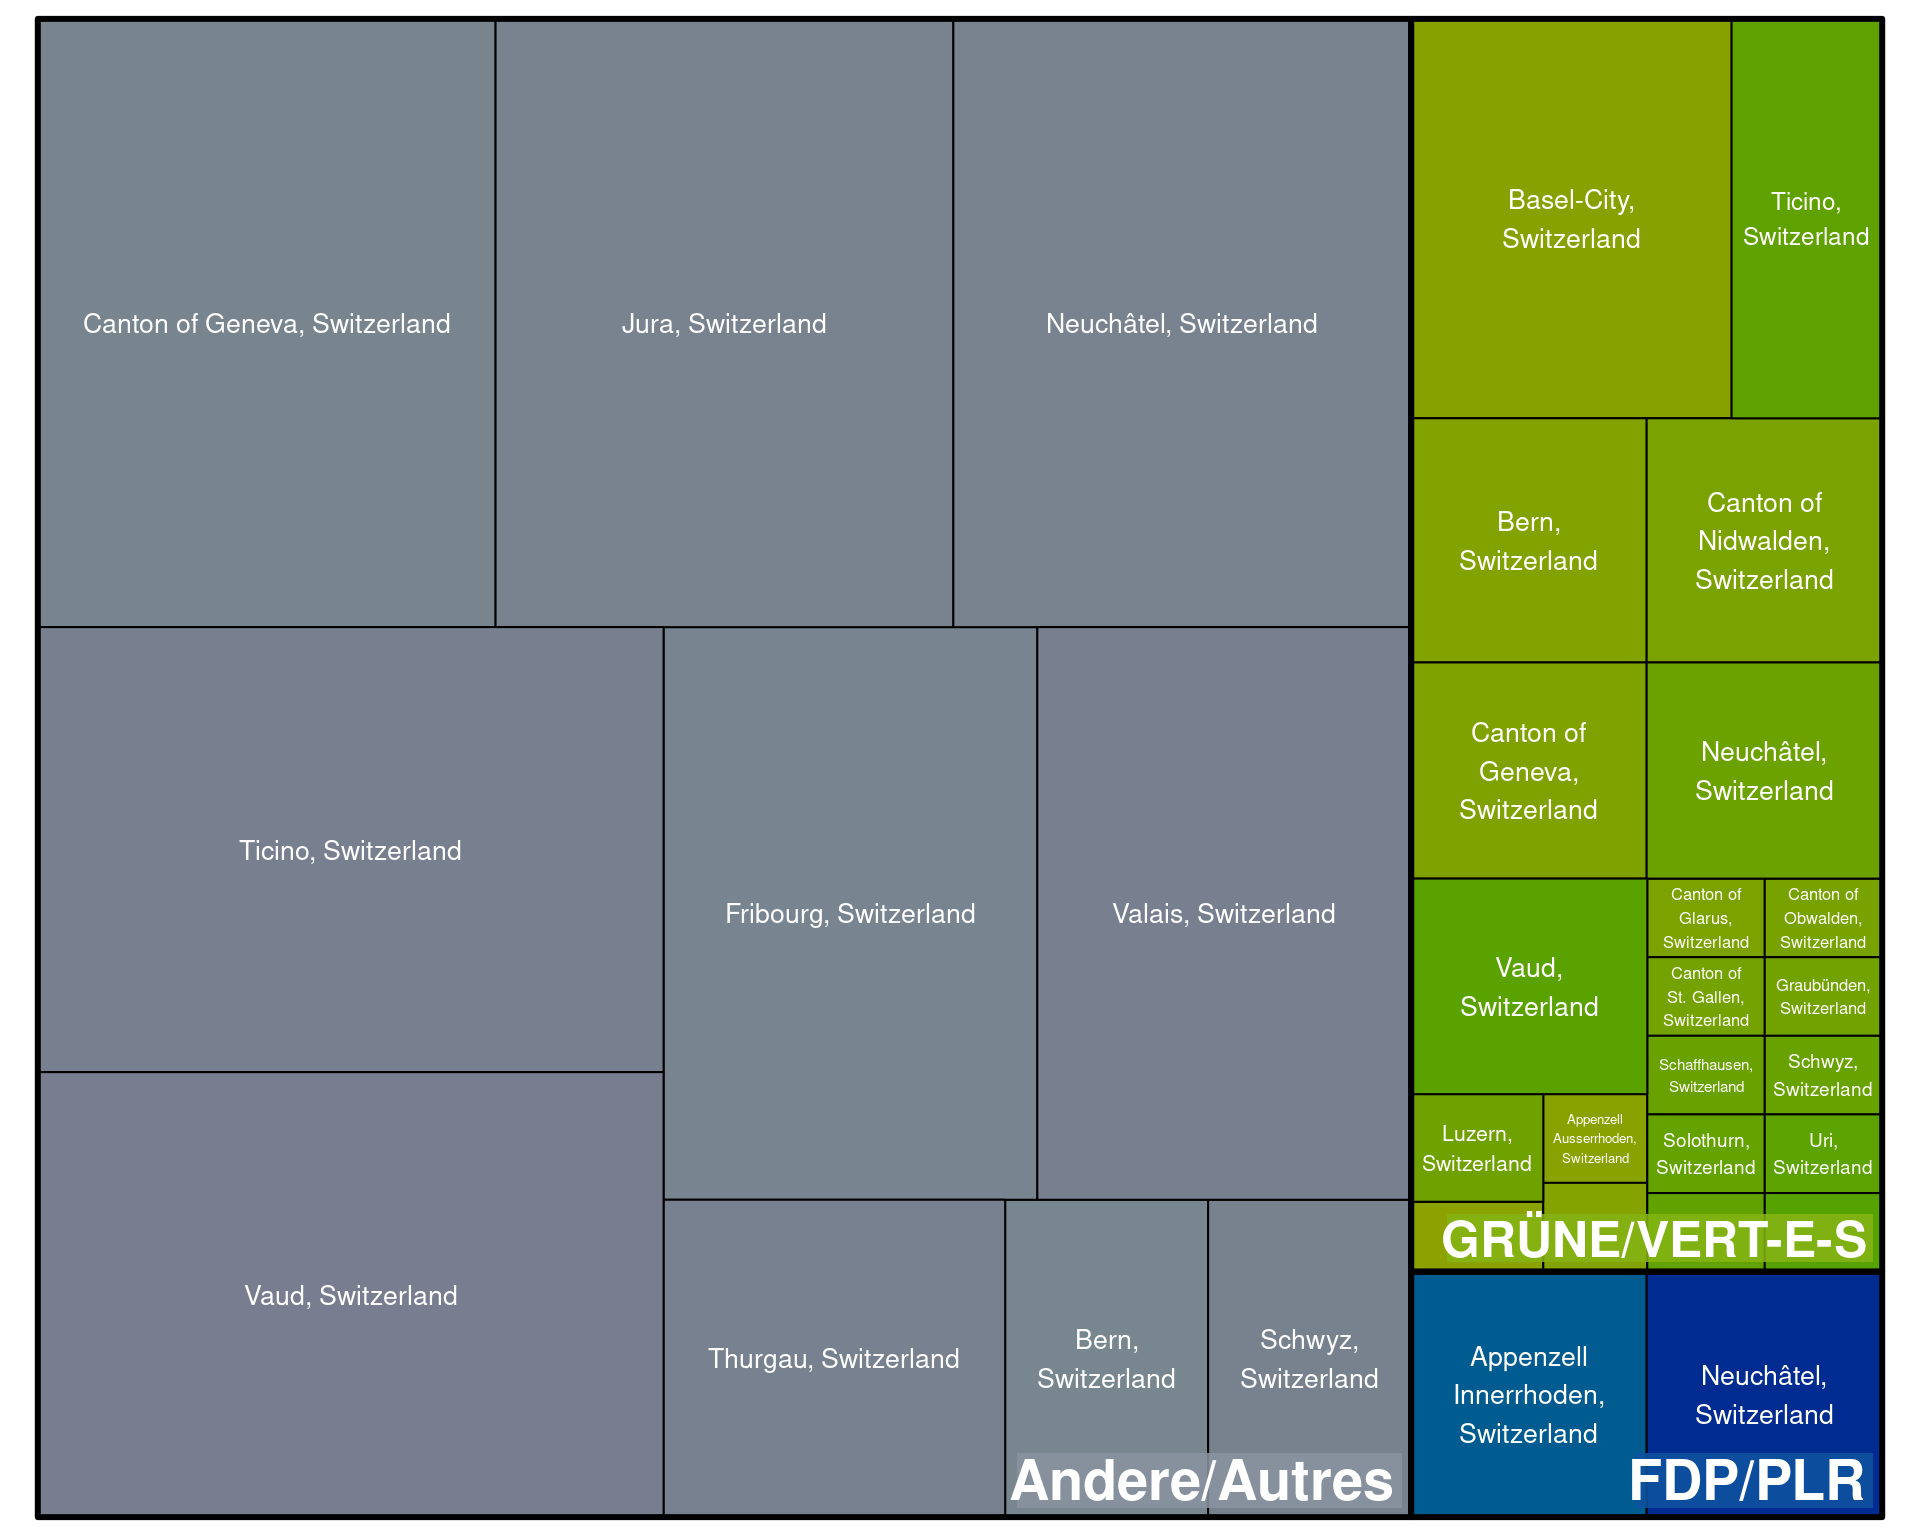 Canton of Geneva, Switzerland
Jura, Switzerland
Neuchâtel, Switzerland
Ticino, Switzerland
Vaud, Switzerland
Fribourg, Switzerland
Valais, Switzerland
Thurgau, Switzerland
Bern,
Switzerland
Schwyz,
Switzerland
Andere/Autres
Basel-City,
Switzerland
Ticino,
Switzerland
Bern,
Switzerland
Canton of
Nidwalden,
Switzerland
Canton of
Geneva,
Switzerland
Neuchâtel,
Switzerland
Vaud,
Switzerland
Canton of
Glarus,
Switzerland
Canton of
Obwalden,
Switzerland
Canton of
St. Gallen,
Switzerland
Graubünden,
Switzerland
Schaffhausen,
Switzerland
Schwyz,
Switzerland
Luzern,
Switzerland
Appenzell
Ausserrhoden,
Switzerland
Solothurn,
Switzerland
Uri,
Switzerland
GRÜNE/VERT-E-S
Appenzell
Innerrhoden,
Switzerland
Neuchâtel,
Switzerland
FDP/PLR